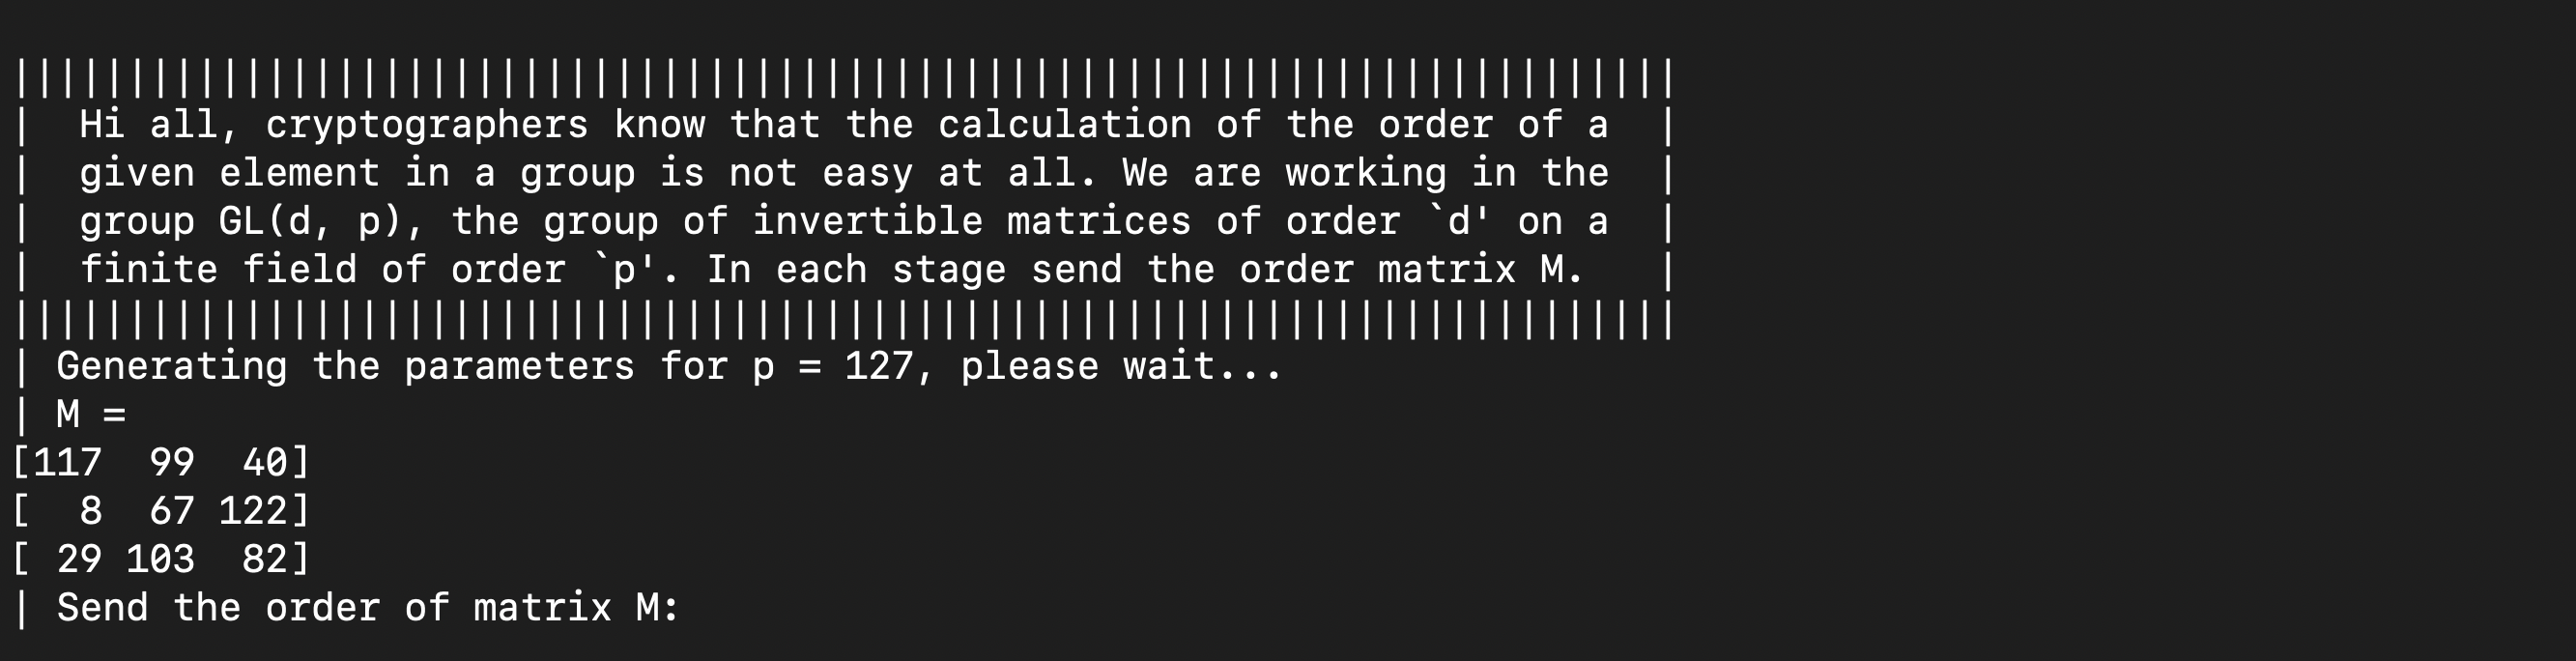 |||||||||||||||||||||||||||||||||||||||||||||||||||||||||||||||||||||||
|  Hi all, cryptographers know that the calculation of the order of a  |
|  given element in a group is not easy at all. We are working in the  |
|  group GL(d, p), the group of invertible matrices of order `d' on a  |
|  finite field of order `p'. In each stage send the order matrix M.   |
|||||||||||||||||||||||||||||||||||||||||||||||||||||||||||||||||||||||
| Generating the parameters for p = 127, please wait...
| M =
[117  99  40]
[  8  67 122]
[ 29 103  82]
| Send the order of matrix M: